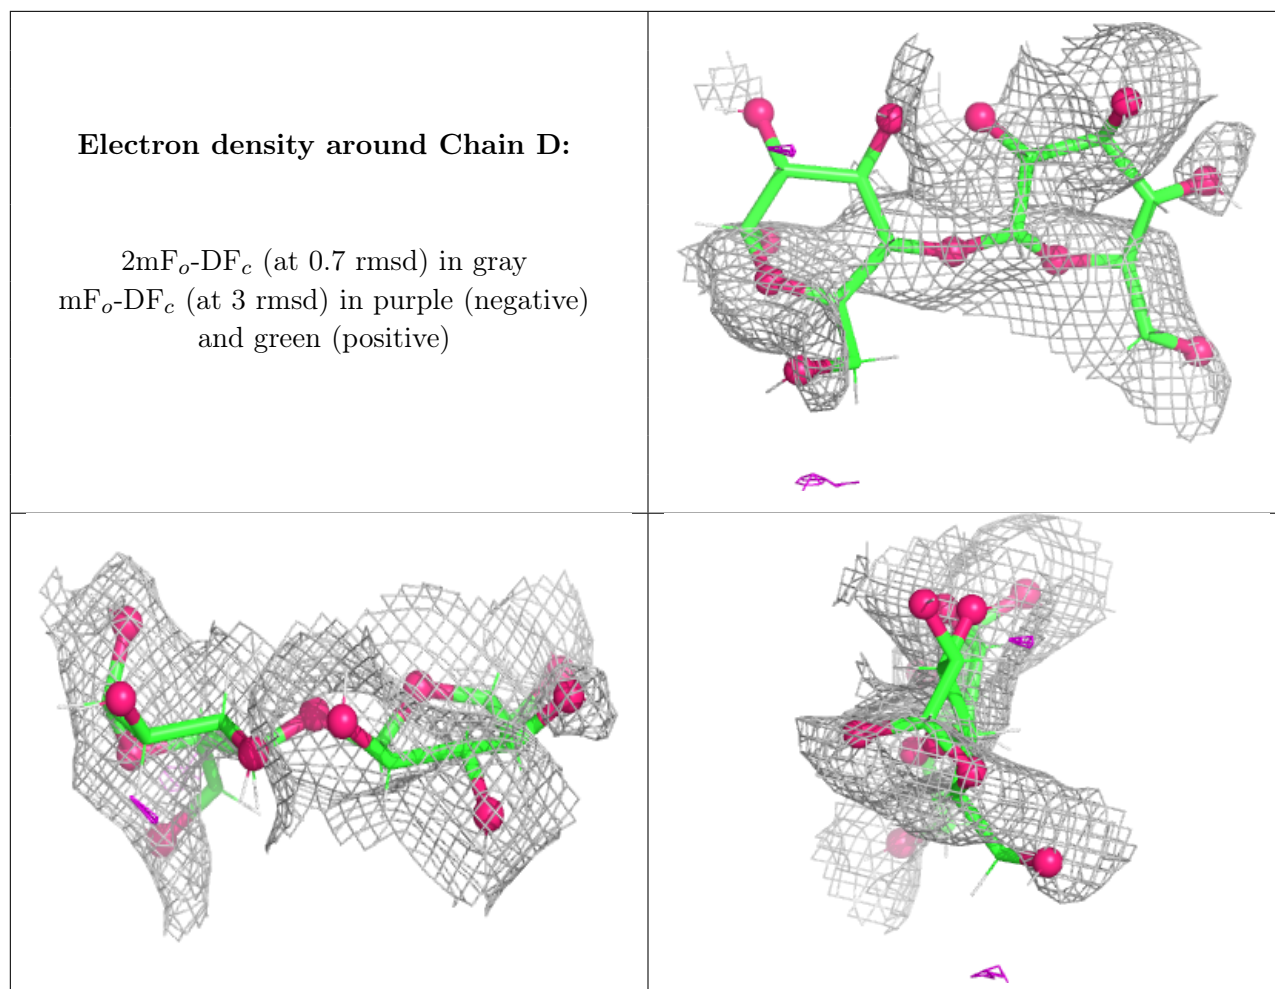 Electron density around Chain D:
2mFo-DFc (at 0.7 rmsd) in gray
mFo-DFc (at 3 rmsd) in purple (negative)
and green (positive)